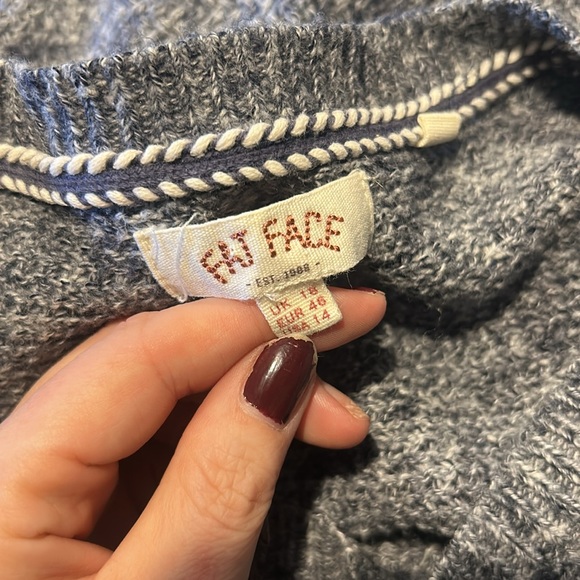 FAT FACE
- EST. 1988 -
UK 18
EUR 46
USA 14